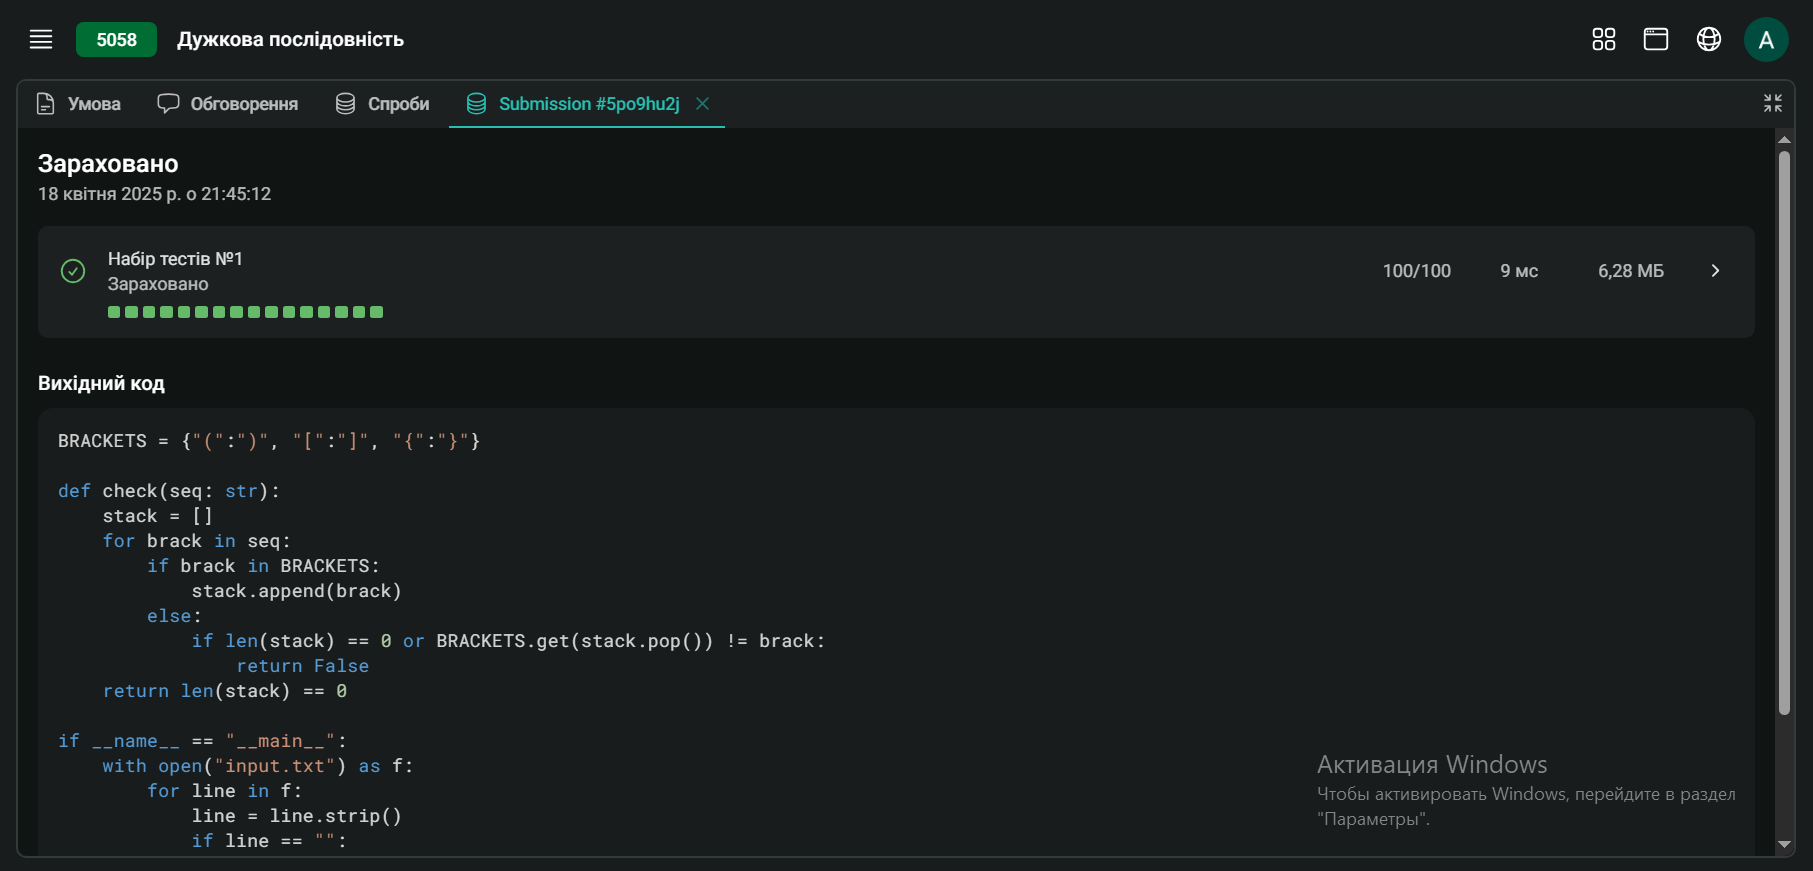 5058 Дужкова послідовність A
Умова Обговорення Спроби Submission #5po9hu2j
Зараховано
18 квітня 2025 р. о 21:45:12
Набір тестів №1
Зараховано
100/100 9 мс 6,28 МБ
Вихідний код
BRACKETS = {"(":")", "[":"]", "{":"}"}
def check(seq: str):
    stack = []
    for brack in seq:
        if brack in BRACKETS:
            stack.append(brack)
        else:
            if len(stack) == 0 or BRACKETS.get(stack.pop()) != brack:
                return False
    return len(stack) == 0
if __name__ == "__main__":
    with open("input.txt") as f:
        for line in f:
            line = line.strip()
            if line == "":
Активация Windows
Чтобы активировать Windows, перейдите в раздел
"Параметры".